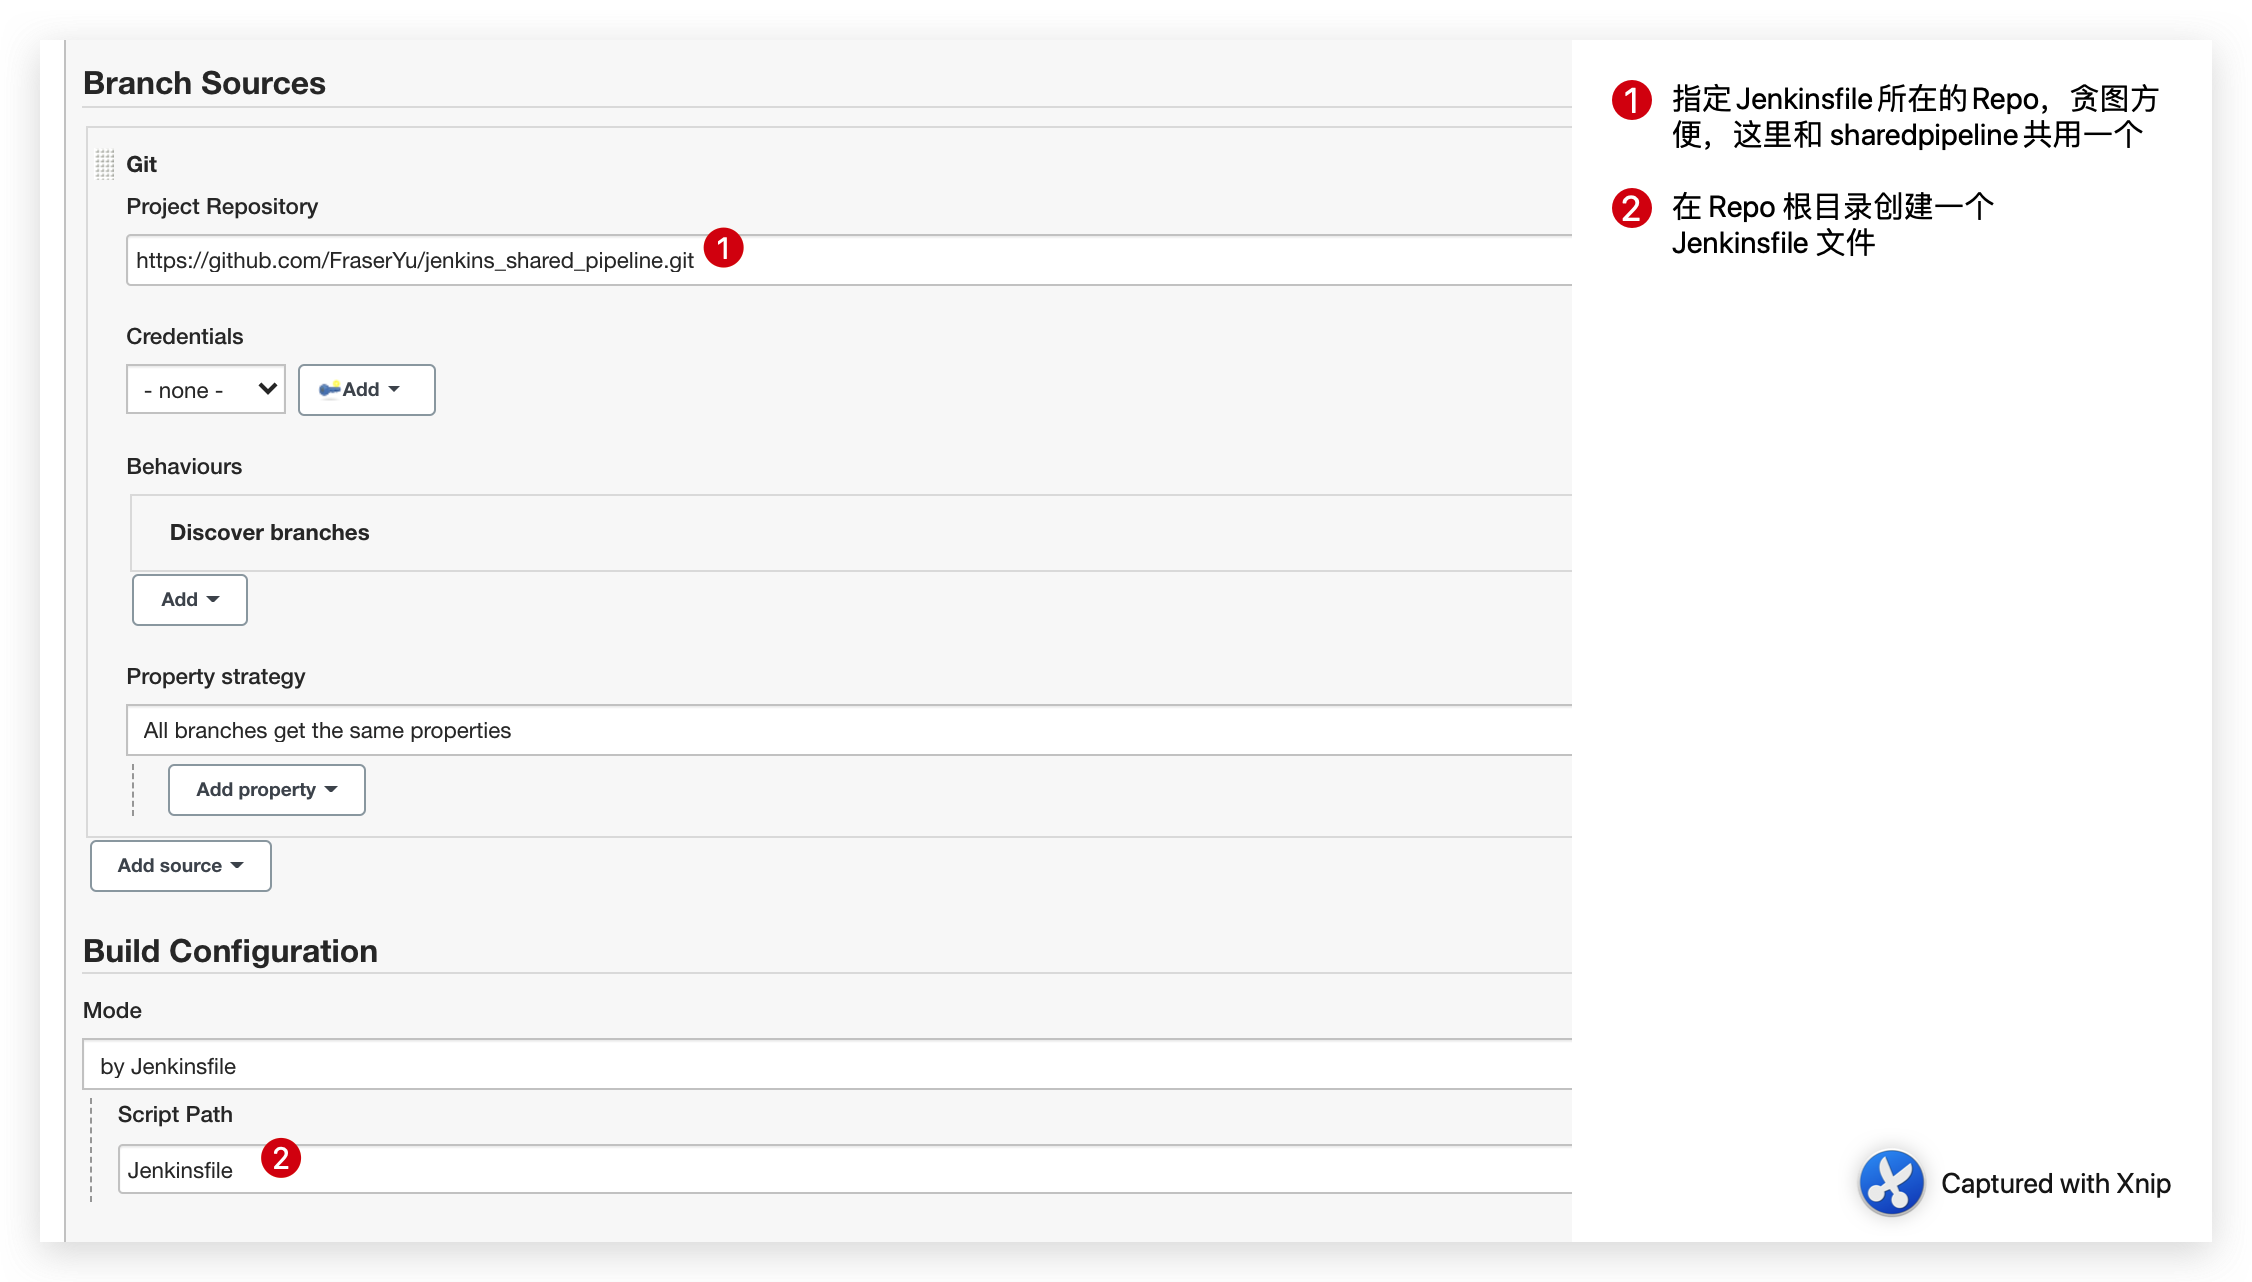 Branch Sources
Git
Project Repository
https://github.com/FraserYu/jenkins_shared_pipeline.git 1
Credentials
- none - Add
Behaviours
Discover branches
Add
Property strategy
All branches get the same properties
Add property
Add source
Build Configuration
Mode
by Jenkinsfile
Script Path
Jenkinsfile 2
1 指定 Jenkinsfile 所在的 Repo，贪图方
便，这里和 sharedpipeline 共用一个
2 在 Repo 根目录创建一个
Jenkinsfile 文件
Captured with Xnip